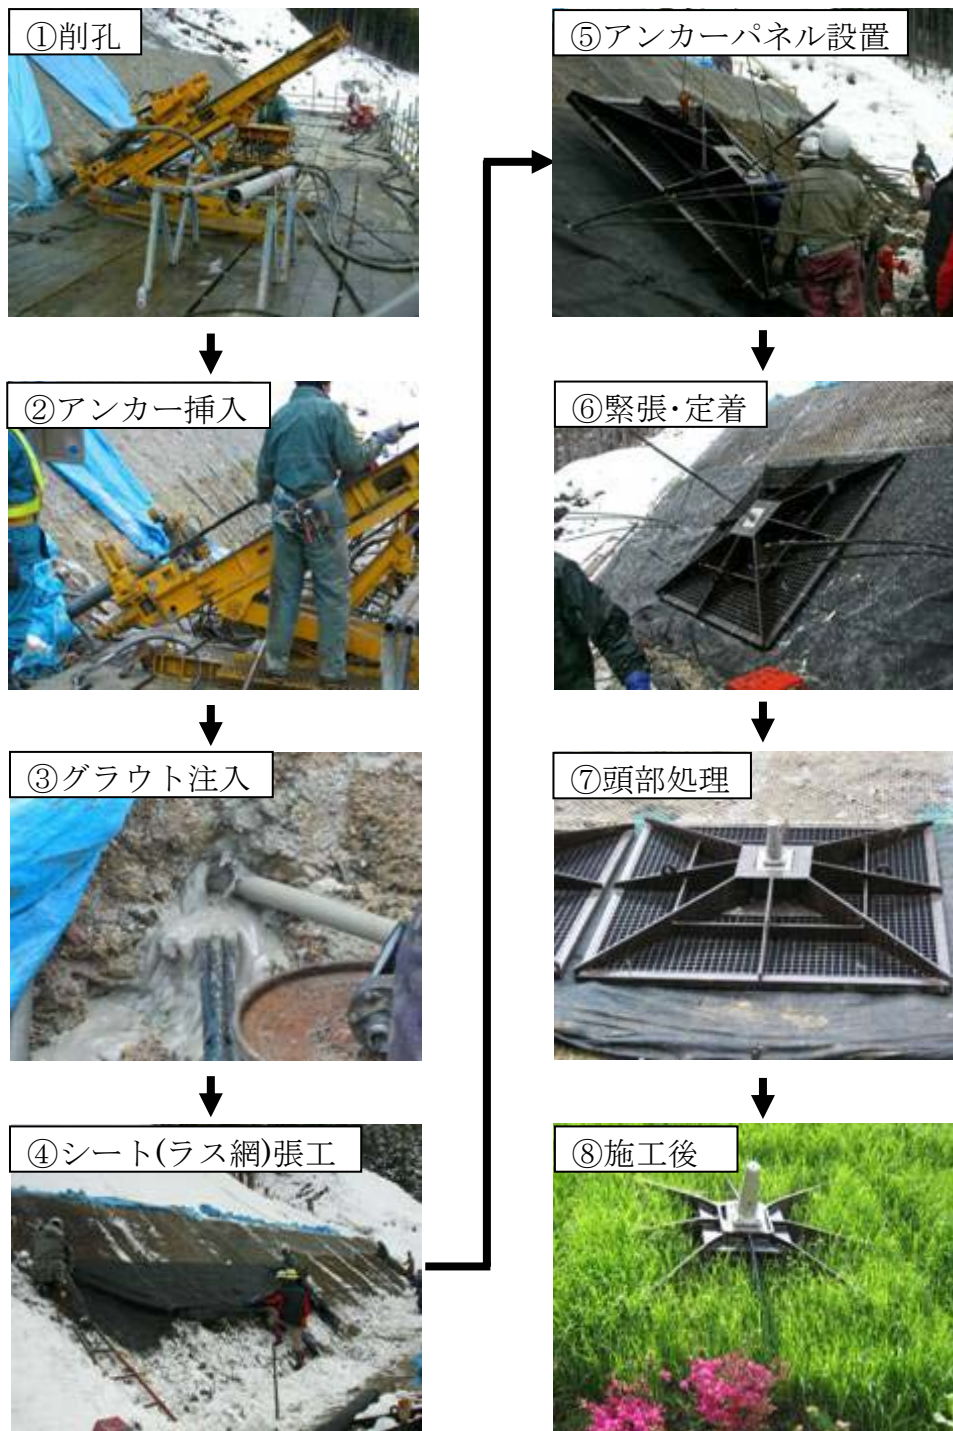 ①削孔
②アンカー挿入
③グラウト注入
④シート(ラス網)張工
⑤アンカーパネル設置
⑥緊張・定着
⑦頭部処理
⑧施工後